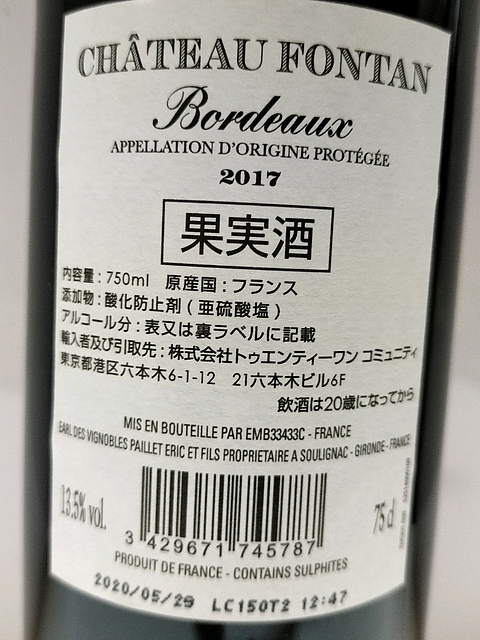 CHÂTEAU FONTAN
Bordeaux
APPELLATION D'ORIGINE PROTÉGÉE
2017
果実酒
内容量：750ml 原産国：フランス
添加物：酸化防止剤（亜硫酸塩）
アルコール分：表又は裏ラベルに記載
輸入者及び引取先：株式会社トゥエンティーワン コミュニティ
東京都港区六本木6-1-12 21六本木ビル6F
飲酒は20歳になってから
MIS EN BOUTEILLE PAR EMB33433C - FRANCE
EARL DES VIGNOBLES PAILLET ERIC ET FILS PROPRIETAIRE A SOULIGNAC - GIRONDE - FRANCE
13.5% vol.
75 cl
3 429671 745787
PRODUIT DE FRANCE - CONTAINS SULPHITES
2020/05/29 LC150T2 12:47